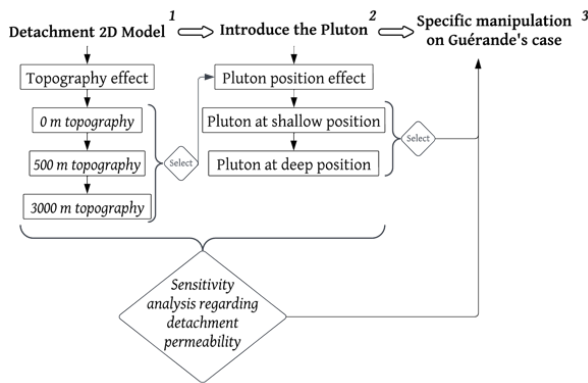 Detachment 2D Model 1
Introduce the Pluton 2
Specific manipulation 3
on Guérande's case
Topography effect
0 m topography
500 m topography
3000 m topography
Select
Pluton position effect
Pluton at shallow position
Pluton at deep position
Select
Sensitivity
analysis regarding
detachment
permeability